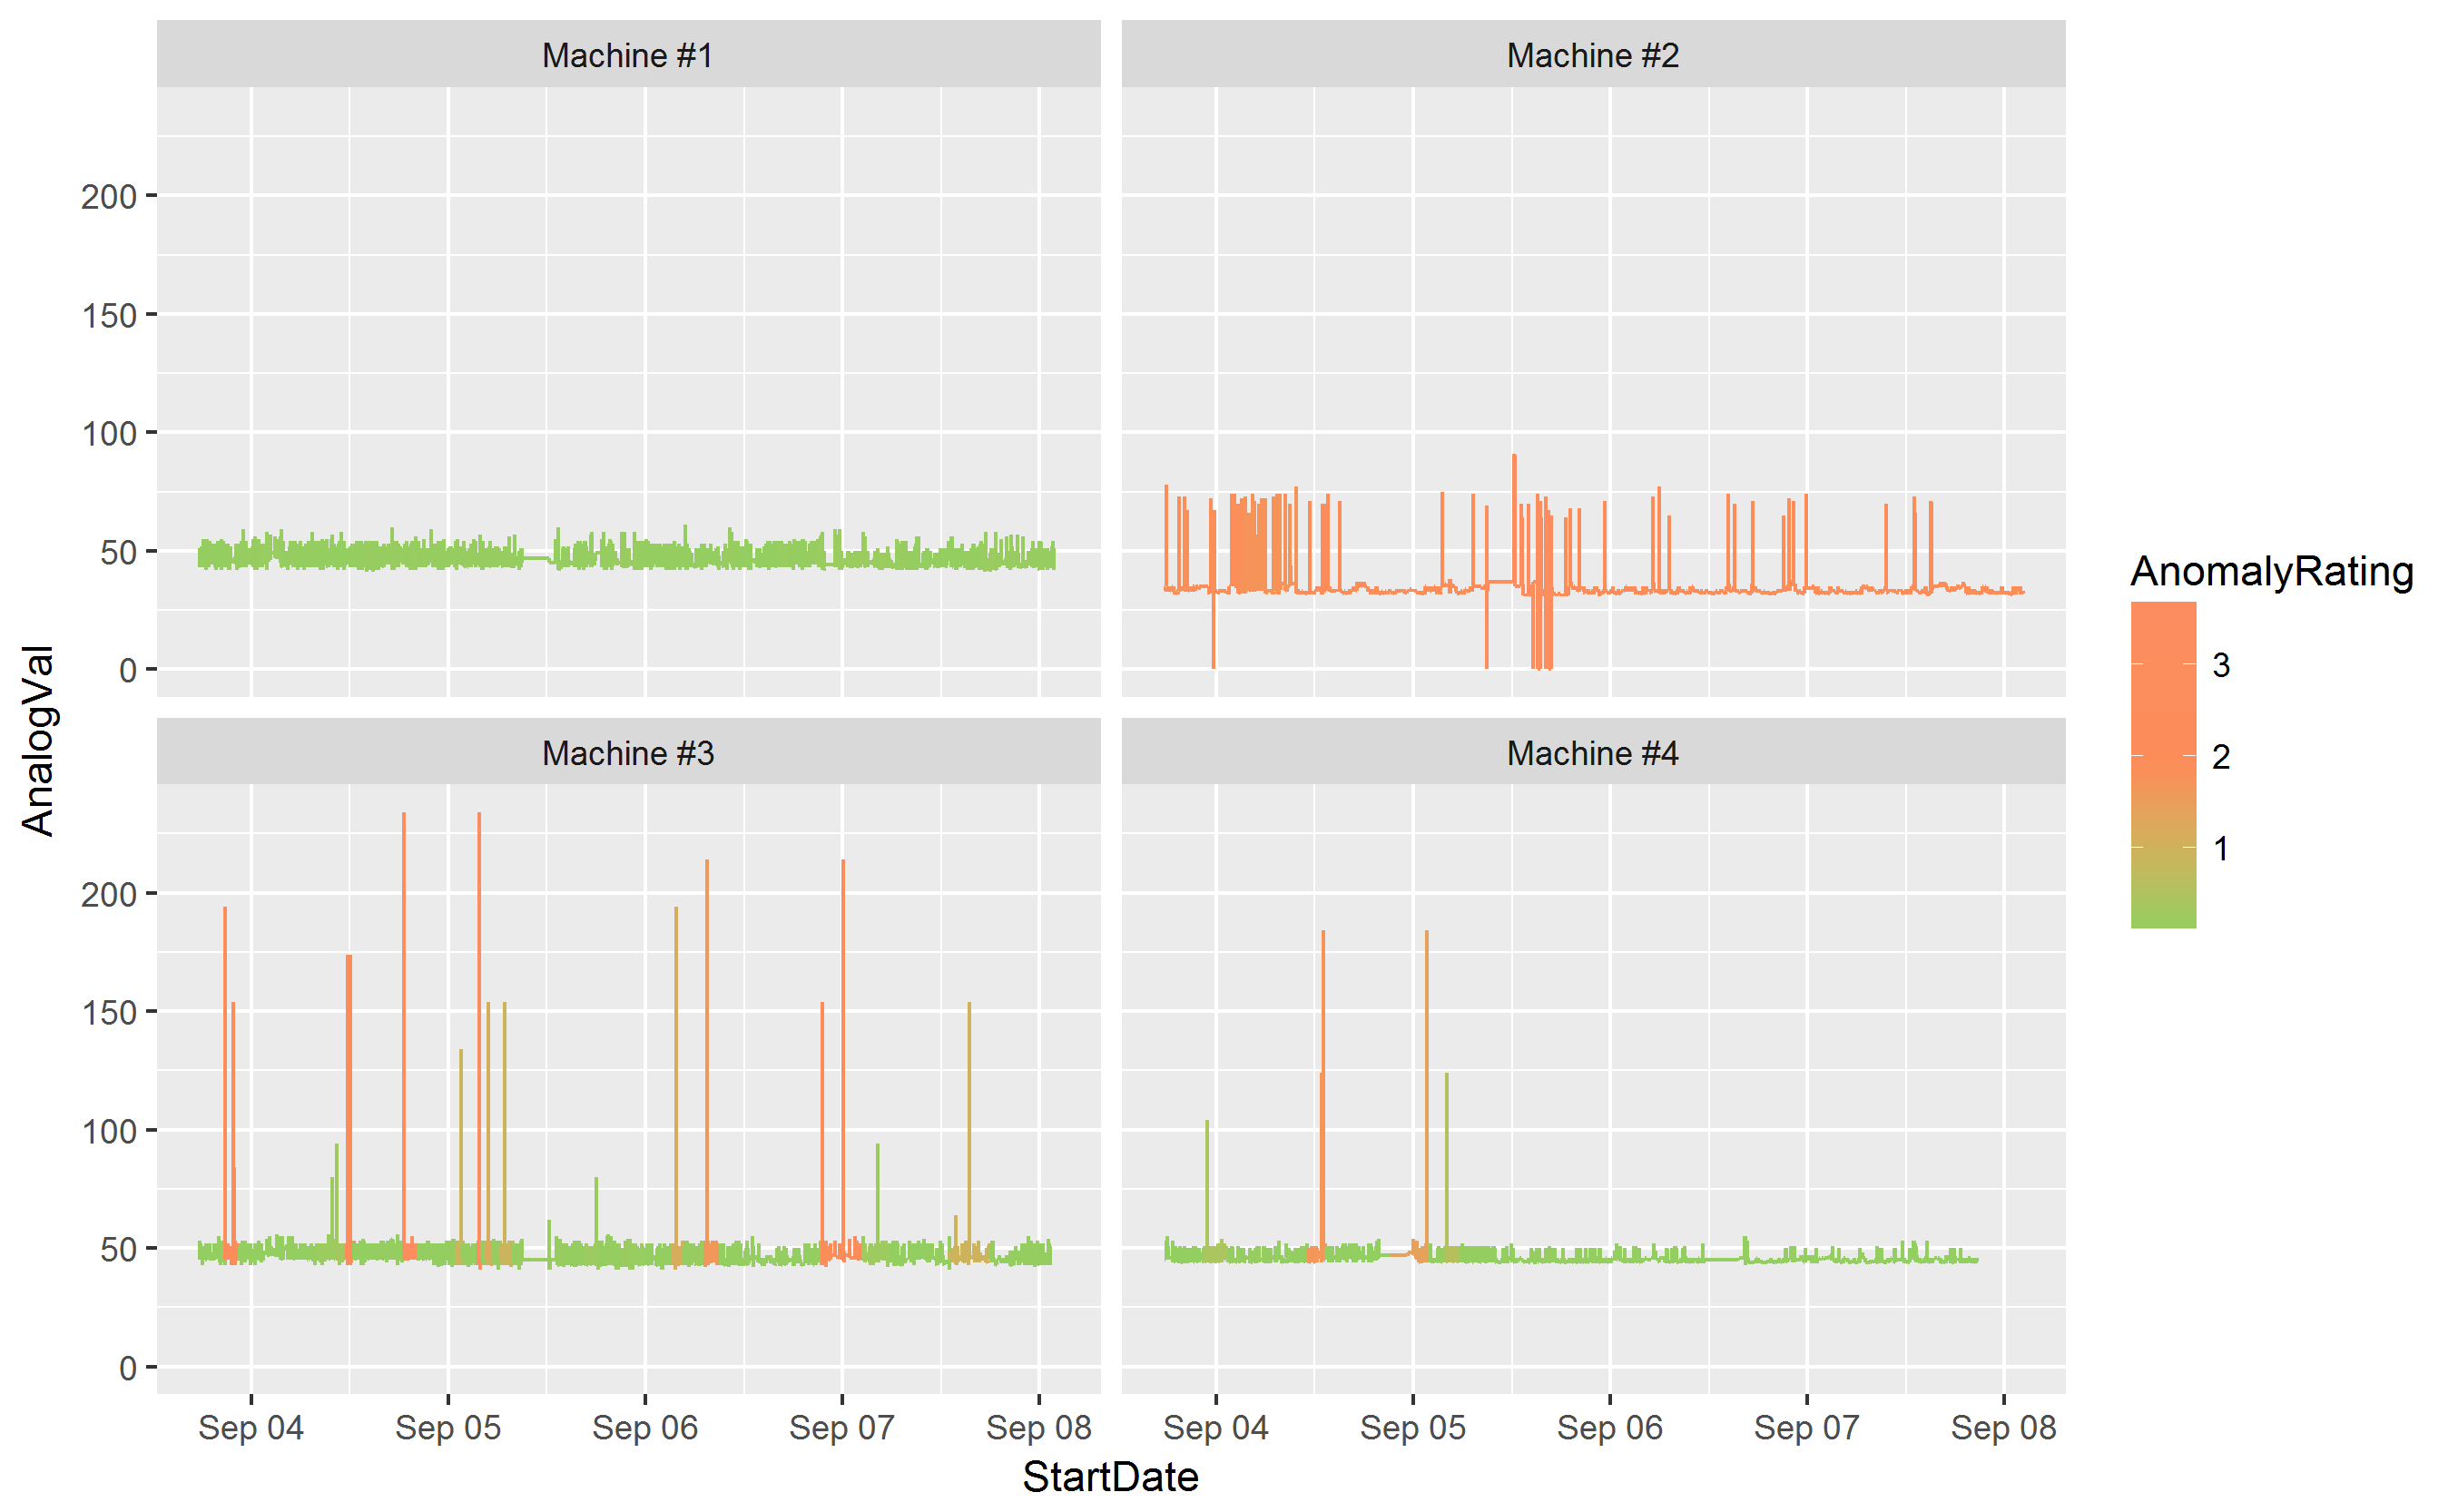 Machine #1
Machine #2
200
150
100
50
0
Machine #3
Machine #4
200
150
100
50
0
AnalogVal
Sep 04
Sep 05
Sep 06
Sep 07
Sep 08
Sep 04
Sep 05
Sep 06
Sep 07
Sep 08
StartDate
AnomalyRating
3
2
1